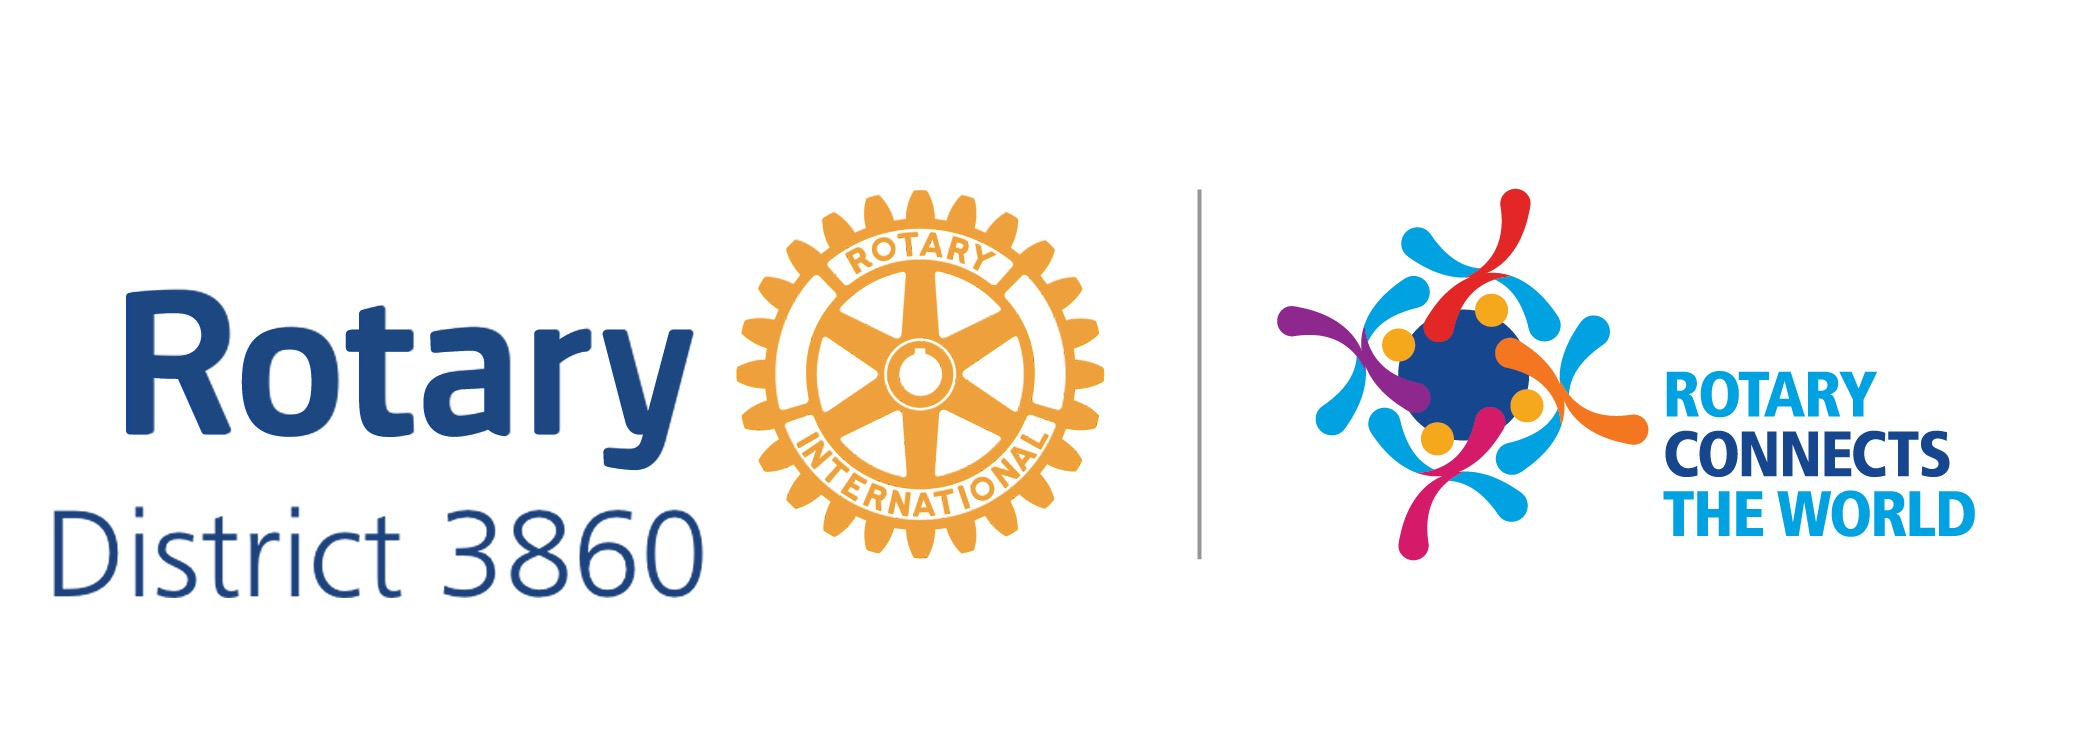 Rotary
District 3860
ROTARY
INTERNATIONAL
ROTARY
CONNECTS
THE WORLD